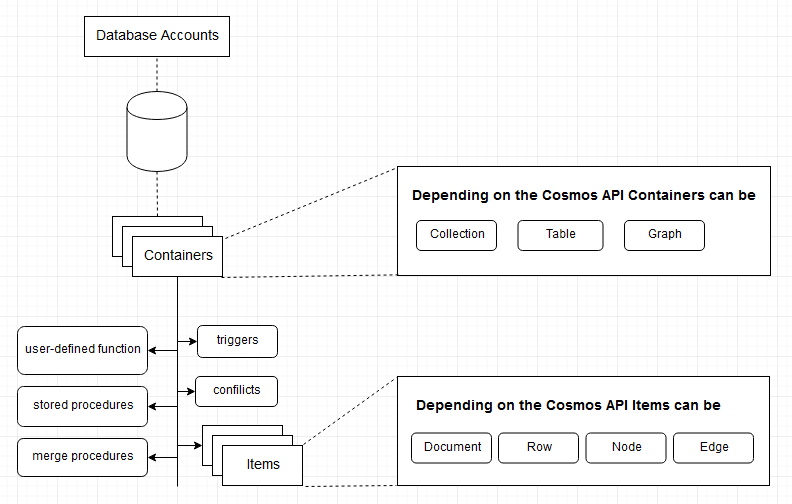 Database Accounts
Containers
Depending on the Cosmos API Containers can be
Collection
Table
Graph
user-defined function
triggers
stored procedures
confilicts
merge procedures
Items
Depending on the Cosmos API Items can be
Document
Row
Node
Edge